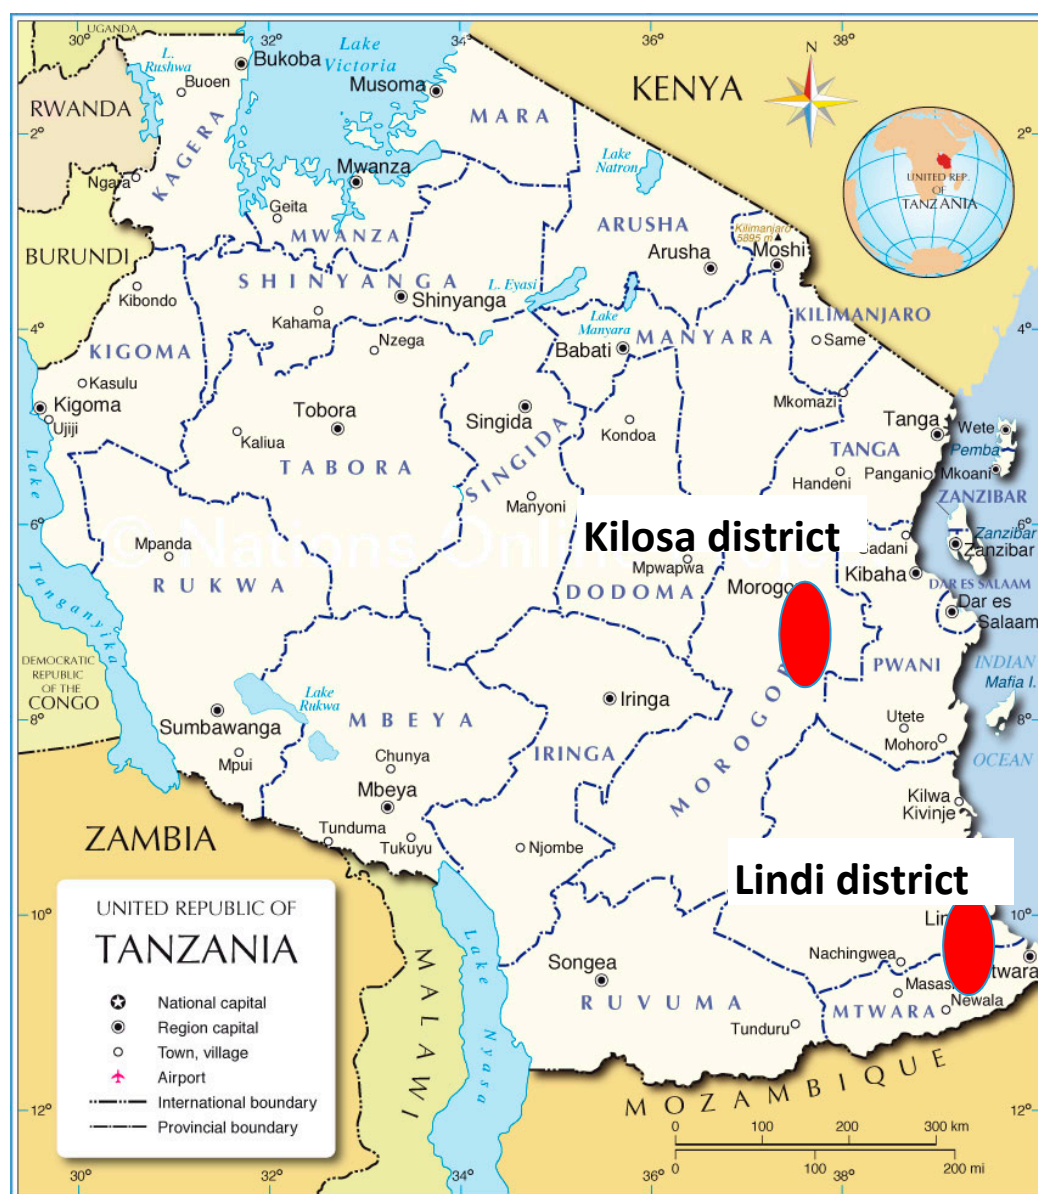 UGANDA
30°
32°
34°
36°
38°
L.
Rushwa
Buoen
Bukoba
Lake
Victoria
Musoma
MARA
KENYA
N
RWANDA
2°
2°
KAGERA
Ngara
Mwanza
Geita
MWANZA
Lake
Natron
UNITED REP.
OF
TANZANIA
ARUSHA
Kilimanjaro
5895 m
Arusha
Moshi
BURUNDI
Kibondo
SHINYANGA
Shinyanga
L. Eyasi
Kahama
Nzega
Lake
Manyara
MANYARA
KILIMANJARO
Babati
Same
4°
4°
KIGOMA
Kasulu
Kigoma
Ujiji
Tobora
Kaliua
TABORA
Singida
SINGIDA
Kondoa
Mkomazi
Tanga
Wete
Pemba
TANGA
Handeni
Panganio
Mkoani
ZANZIBAR
Manyoni
Kilosa district
6°
6°
Zanzibar
Zanzibar
Mpanda
RUKWA
Lake Tanganyika
Mpwapwa
DODOMA
Kibaha
DAR ES SALAAM
Dar es
Salaam
DEMOCRATIC
REPUBLIC
OF THE
CONGO
PWANI
INDIAN
Mafia I.
OCEAN
Lake
Rukwa
Iringa
8°
8°
Sumbawanga
Mpui
MBEYA
Chunya
Mbeya
IRINGA
Utete
Mohoro
Kilwa
Kivinje
ZAMBIA
Tunduma
Tukuyu
Njombe
Lindi district
UNITED REPUBLIC OF
TANZANIA
National capital
Region capital
Town, village
Airport
International boundary
Provincial boundary
10°
10°
MALAWI
Lake Nyasa
Songea
RUVUMA
Tunduru
Nachingwea
MTWARA
Newala
MOZAMBIQUE
12°
12°
0 100 200 300 km
0 100 200 mi
30°
32°
34°
36°
38°